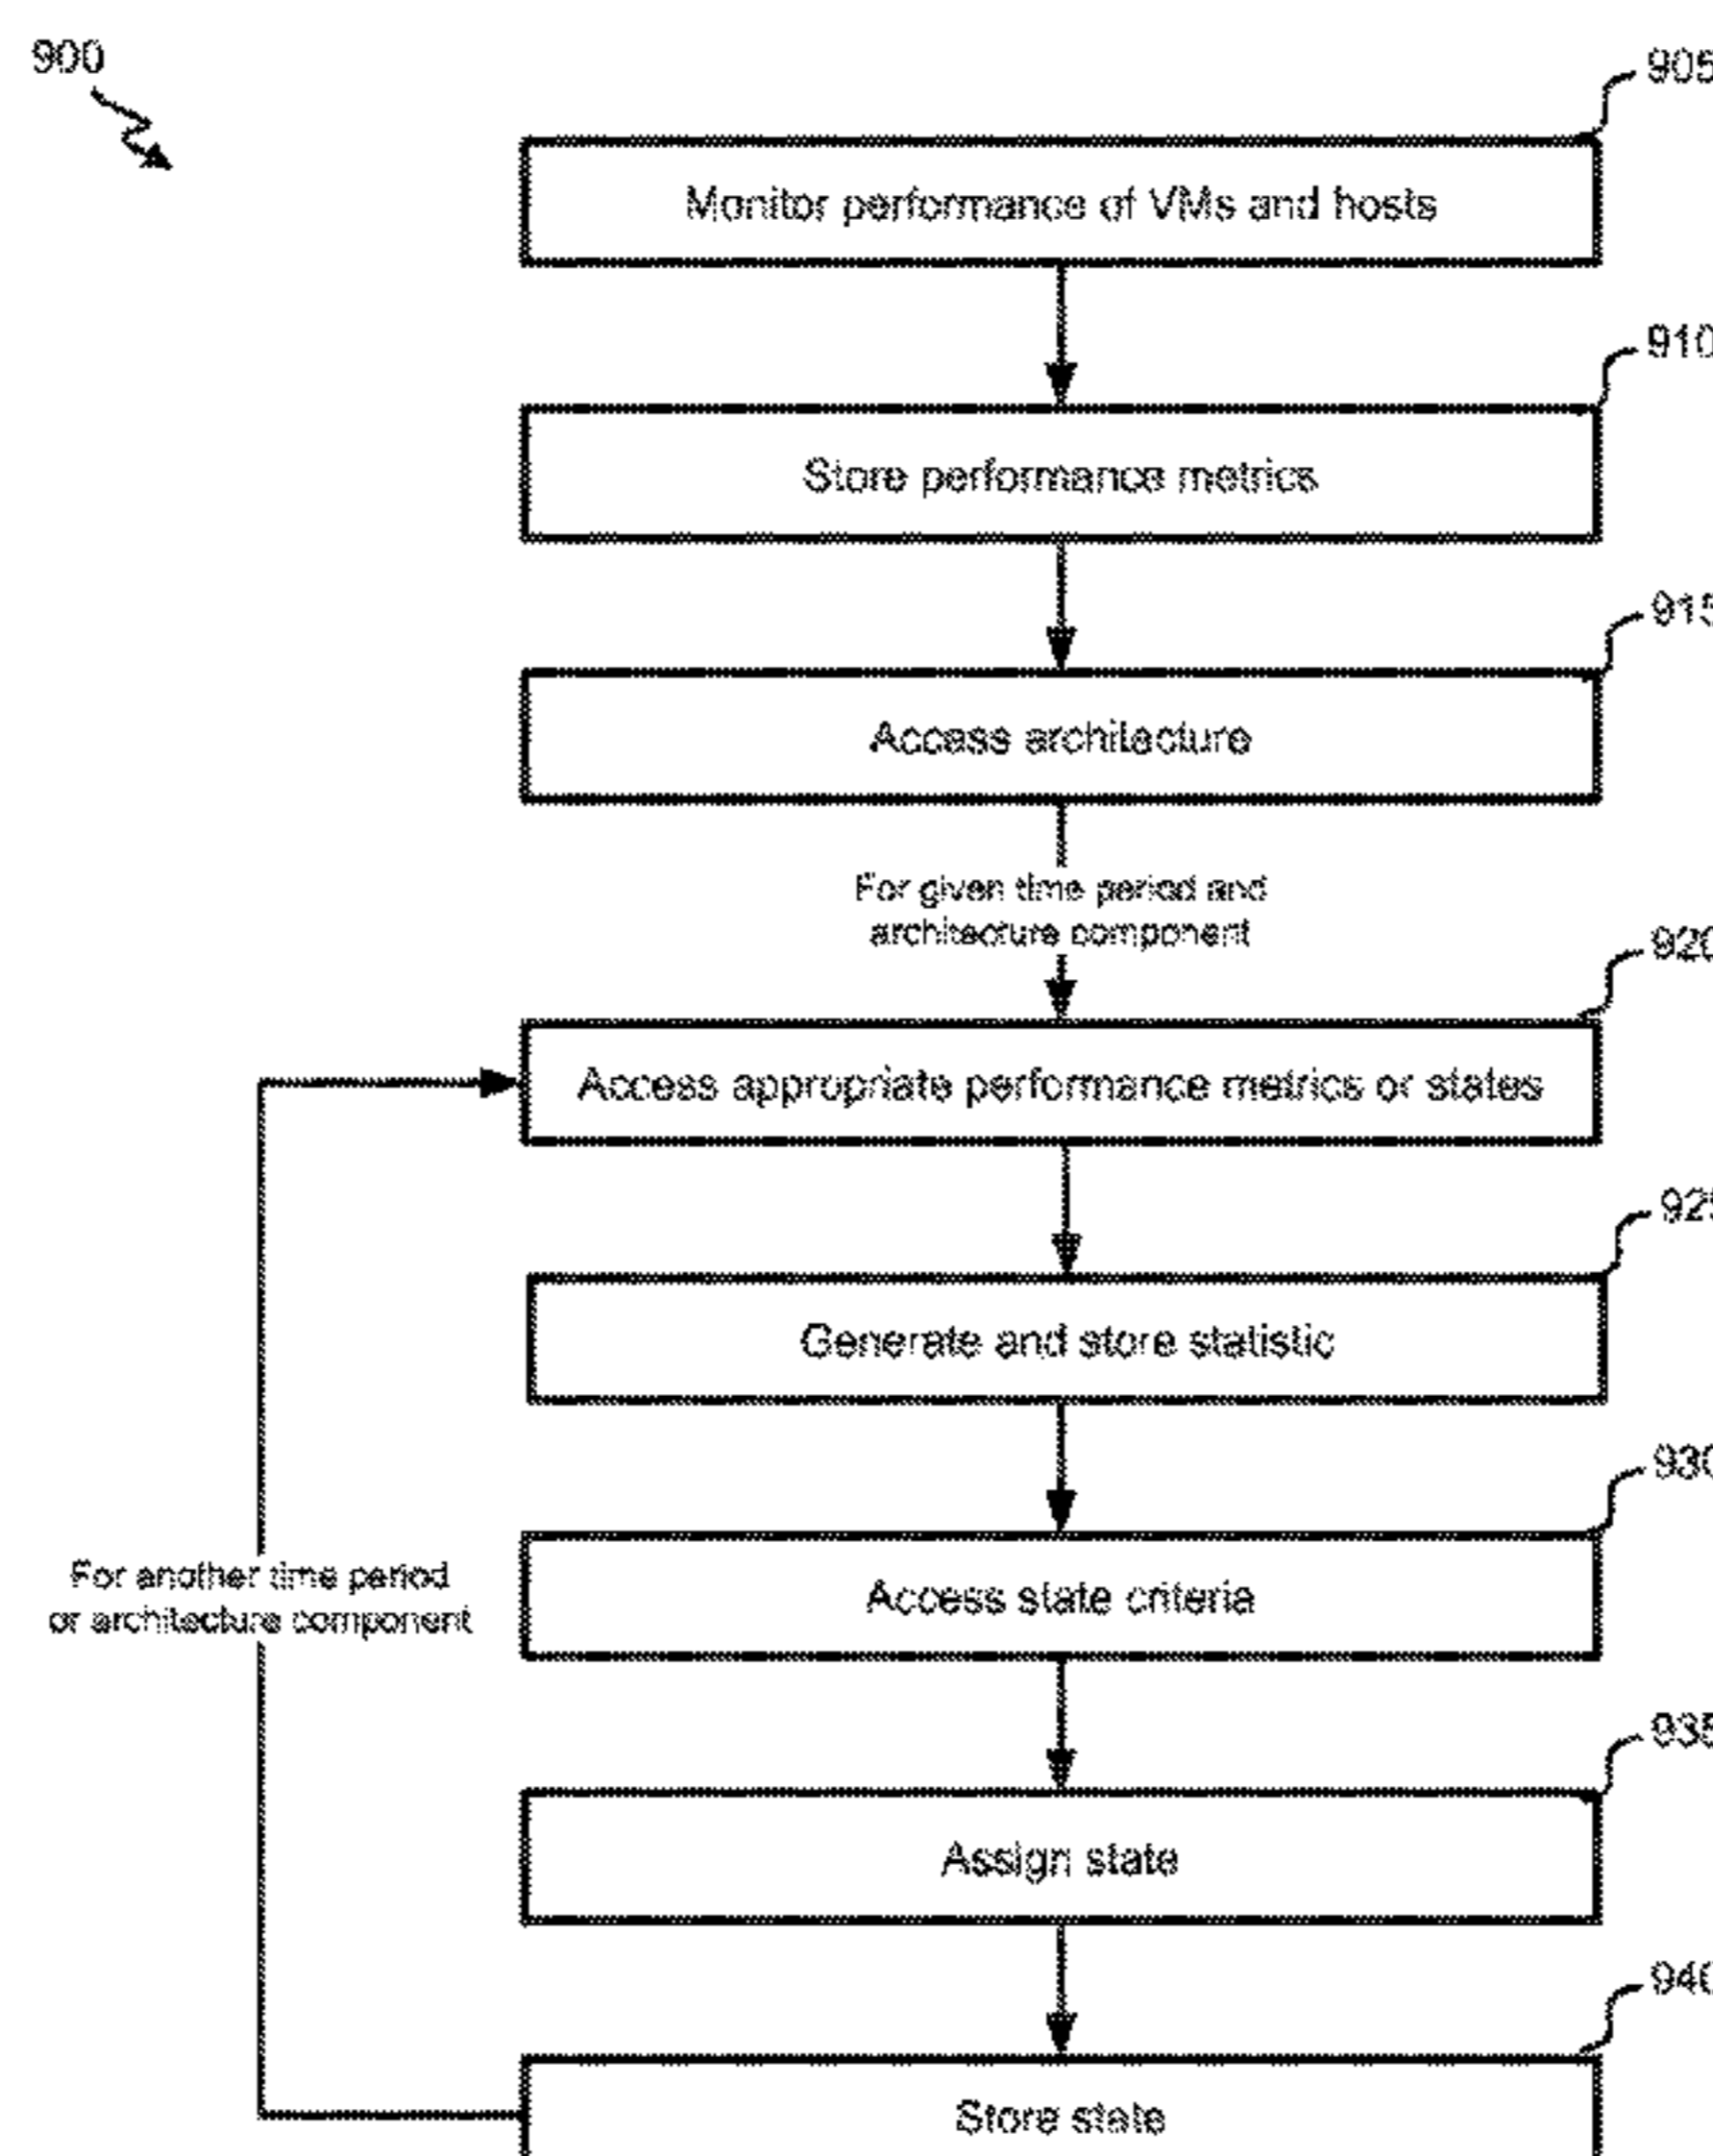 900
905
Monitor performance of VMs and hosts
910
Store performance metrics
915
Access architecture
For given time period and
architecture component
920
Access appropriate performance metrics or states
925
Generate and store statistic
930
Access state criteria
For another time period
or architecture component
935
Assign state
940
Store state